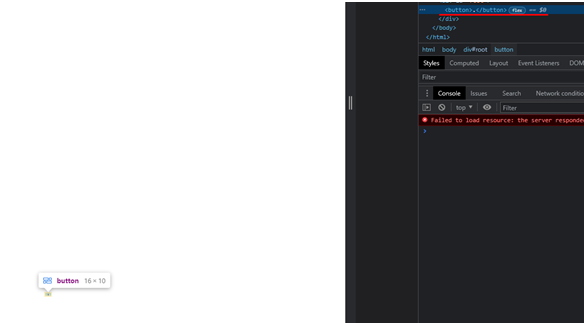 <button>.</button> flex == $0
</div>
</body>
</html>
html body div#root button
Styles Computed Layout Event Listeners DOM
Filter
Console Issues Search Network conditio
top Filter
Failed to load resource: the server responde
button 16 × 10